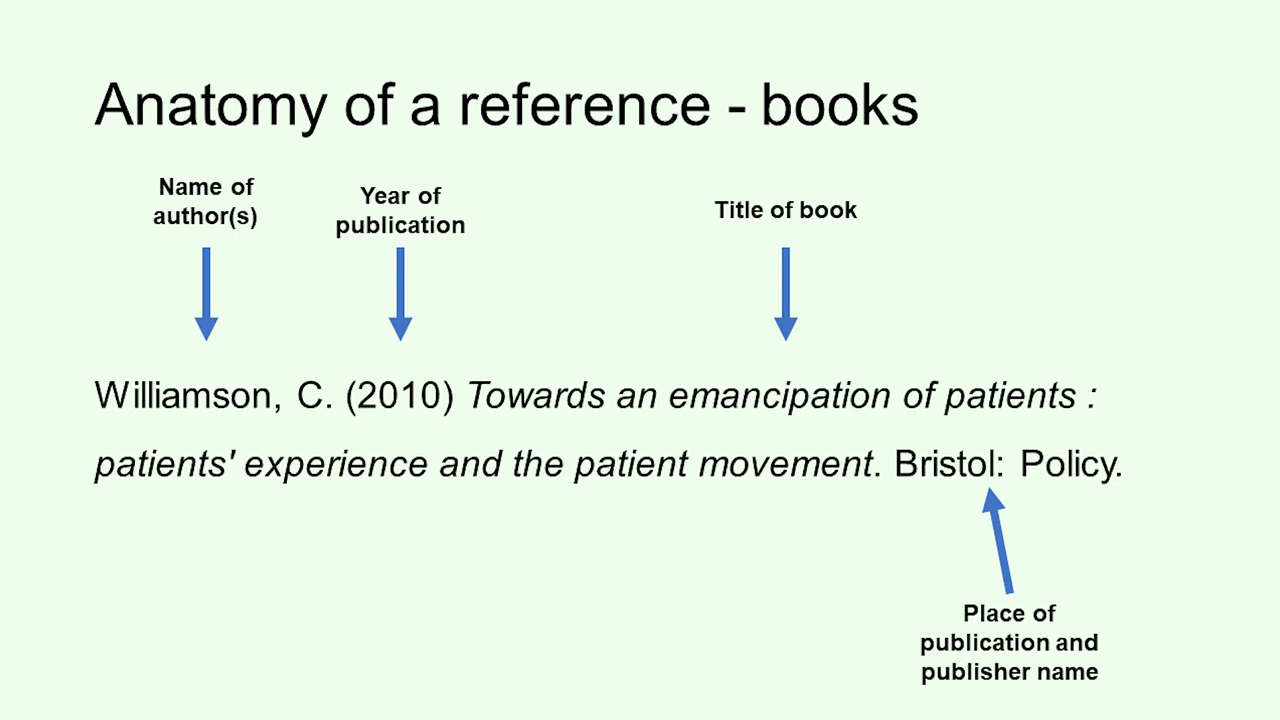 Anatomy of a reference - books
Name of
author(s)
Year of
publication
Title of book
Williamson, C. (2010) Towards an emancipation of patients :
patients' experience and the patient movement. Bristol: Policy.
Place of
publication and
publisher name